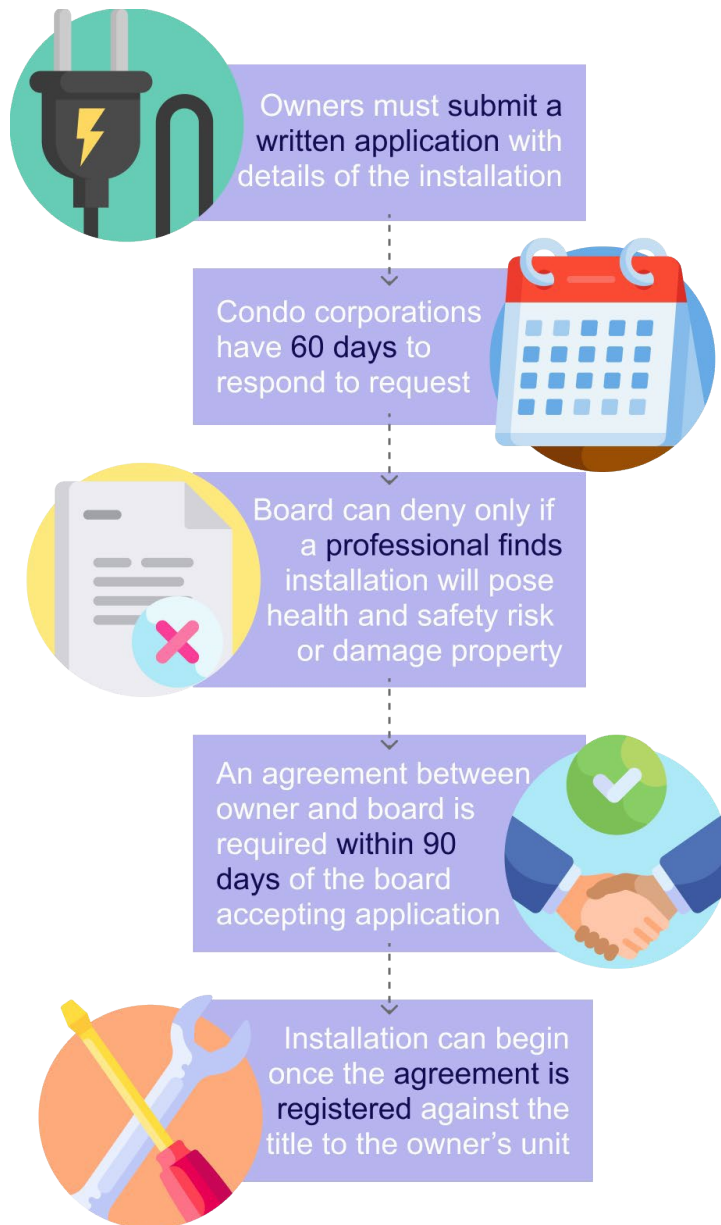 Owners must submit a
written application with
details of the installation
Condo corporations
have 60 days to
respond to request
Board can deny only if
a professional finds
installation will pose
health and safety risk
or damage property
An agreement between
owner and board is
required within 90
days of the board
accepting application
Installation can begin
once the agreement is
registered against the
title to the owner’s unit